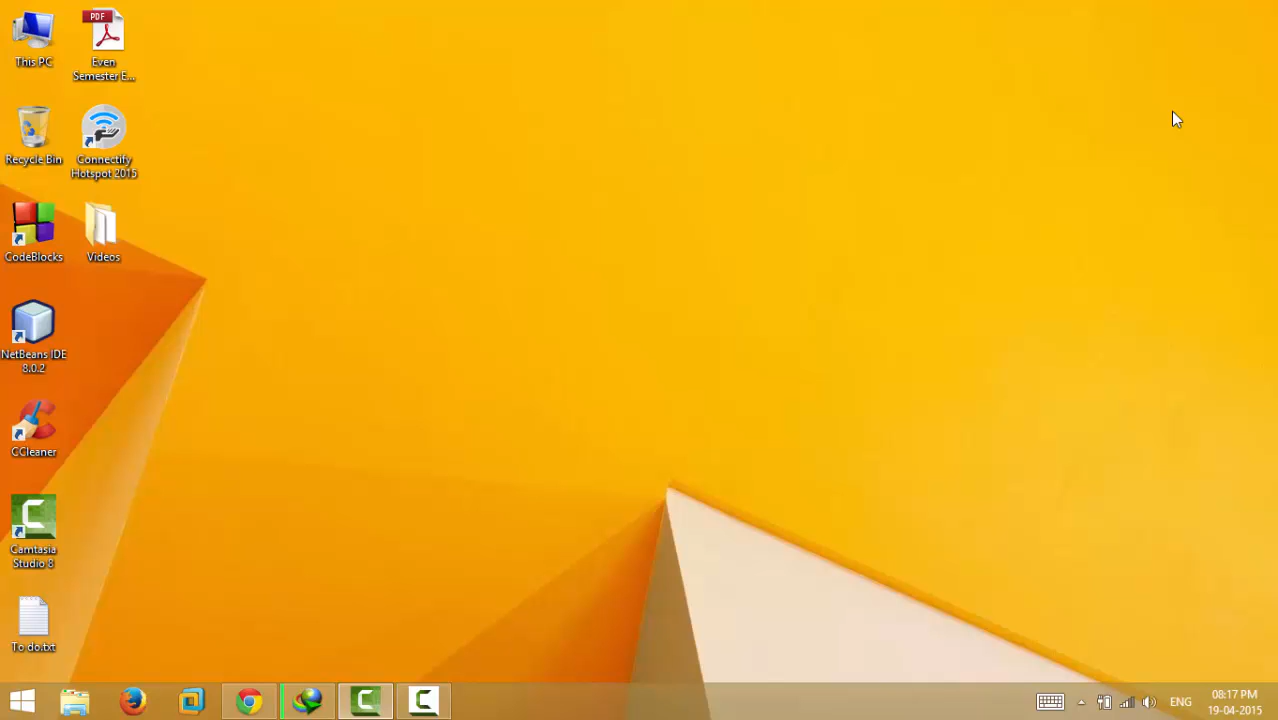 This PC
PDF
Even
Semester E...
Recycle Bin
Connectify
Hotspot 2015
CodeBlocks
Videos
NetBeans IDE
8.0.2
CCleaner
Camtasia
Studio 8
To do.txt
ENG
08:17 PM
19-04-2015